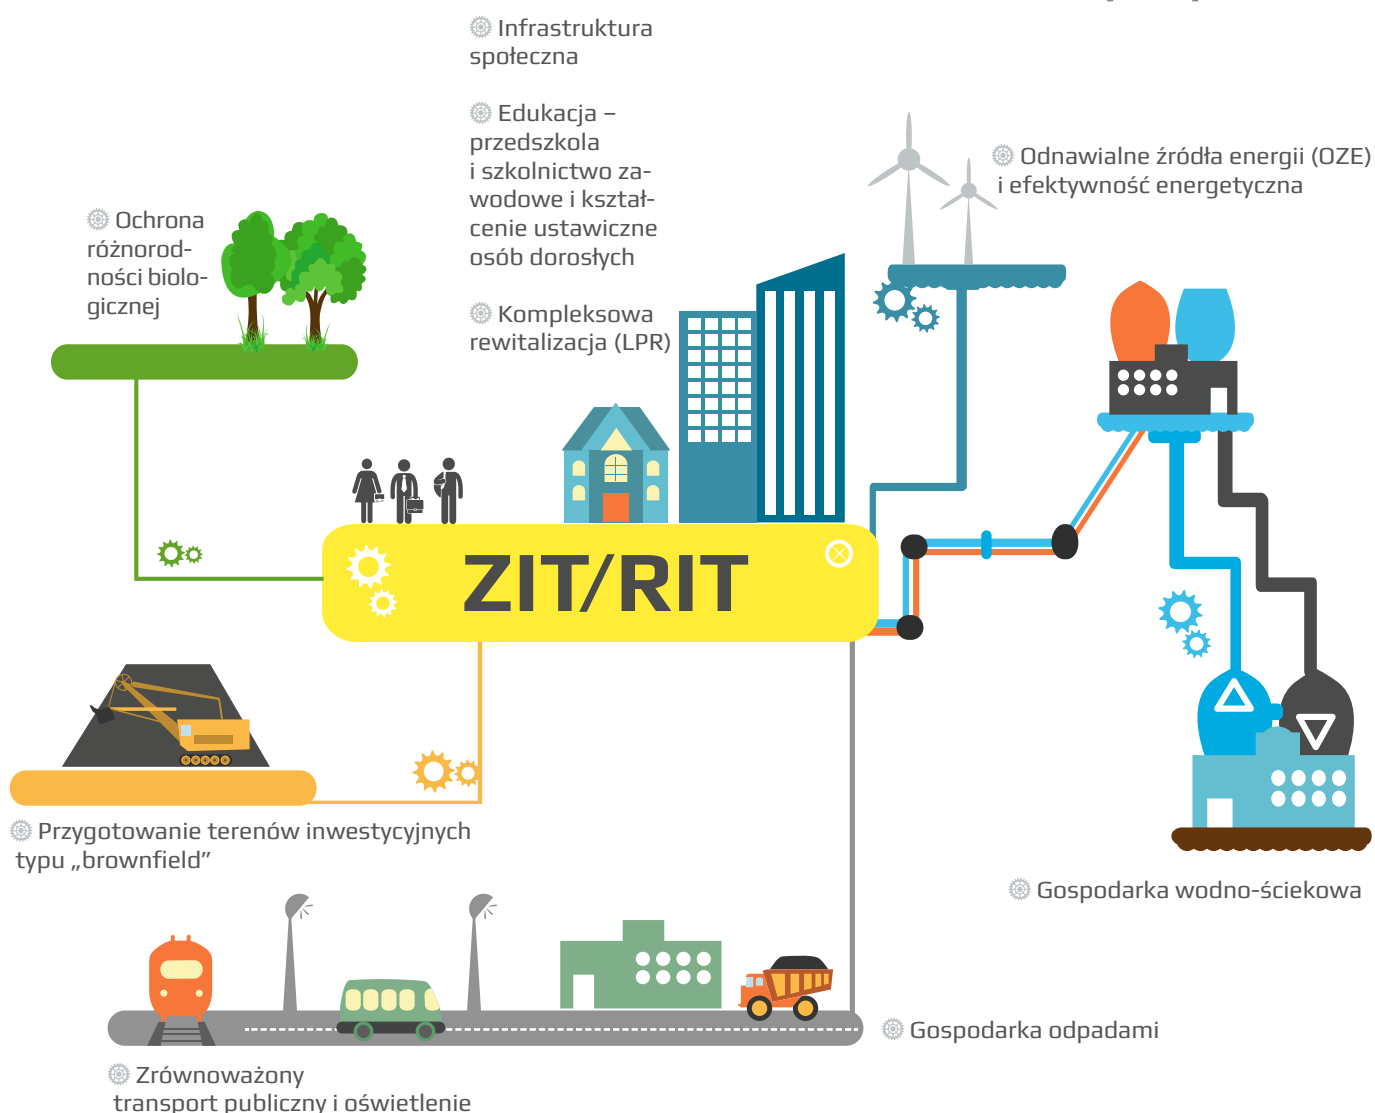 Infrastruktura
społeczna
Edukacja –
przedszkola
i szkolnictwo za-
wodowe i kształ-
cenie ustawiczne
osób dorosłych
Kompleksowa
rewitalizacja (LPR)
Odnawialne źródła energii (OZE)
i efektywność energetyczna
Ochrona
różnorod-
ności biolo-
gicznej
ZIT/RIT
Przygotowanie terenów inwestycyjnych
typu „brownfield”
Gospodarka wodno-ściekowa
Gospodarka odpadami
Zrównoważony
transport publiczny i oświetlenie